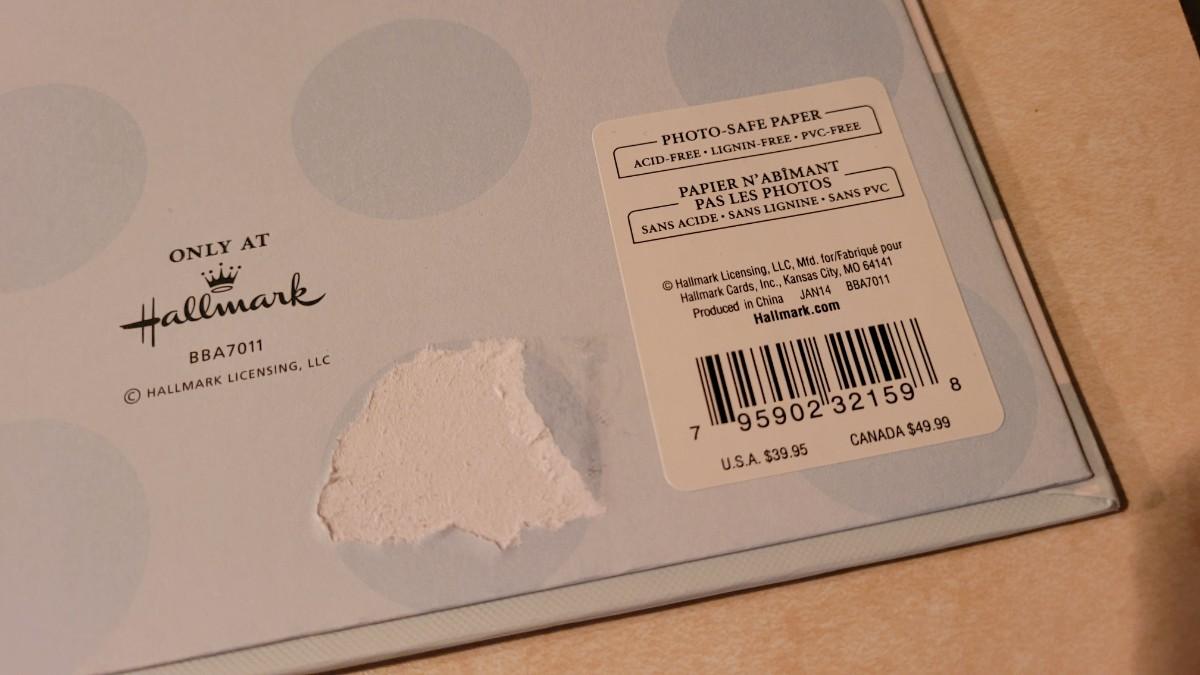 ONLY AT
Hallmark
BBA7011
© HALLMARK LICENSING, LLC
PHOTO-SAFE PAPER
ACID-FREE • LIGNIN-FREE • PVC-FREE
PAPIER N'ABÎMANT
PAS LES PHOTOS
SANS ACIDE • SANS LIGNINE • SANS PVC
© Hallmark Licensing, LLC, Mfd. for/Fabriqué pour
Hallmark Cards, Inc., Kansas City, MO 64141
Produced in China JAN14 BBA7011
Hallmark.com
7 95902 32159 8
U.S.A. $39.95 CANADA $49.99